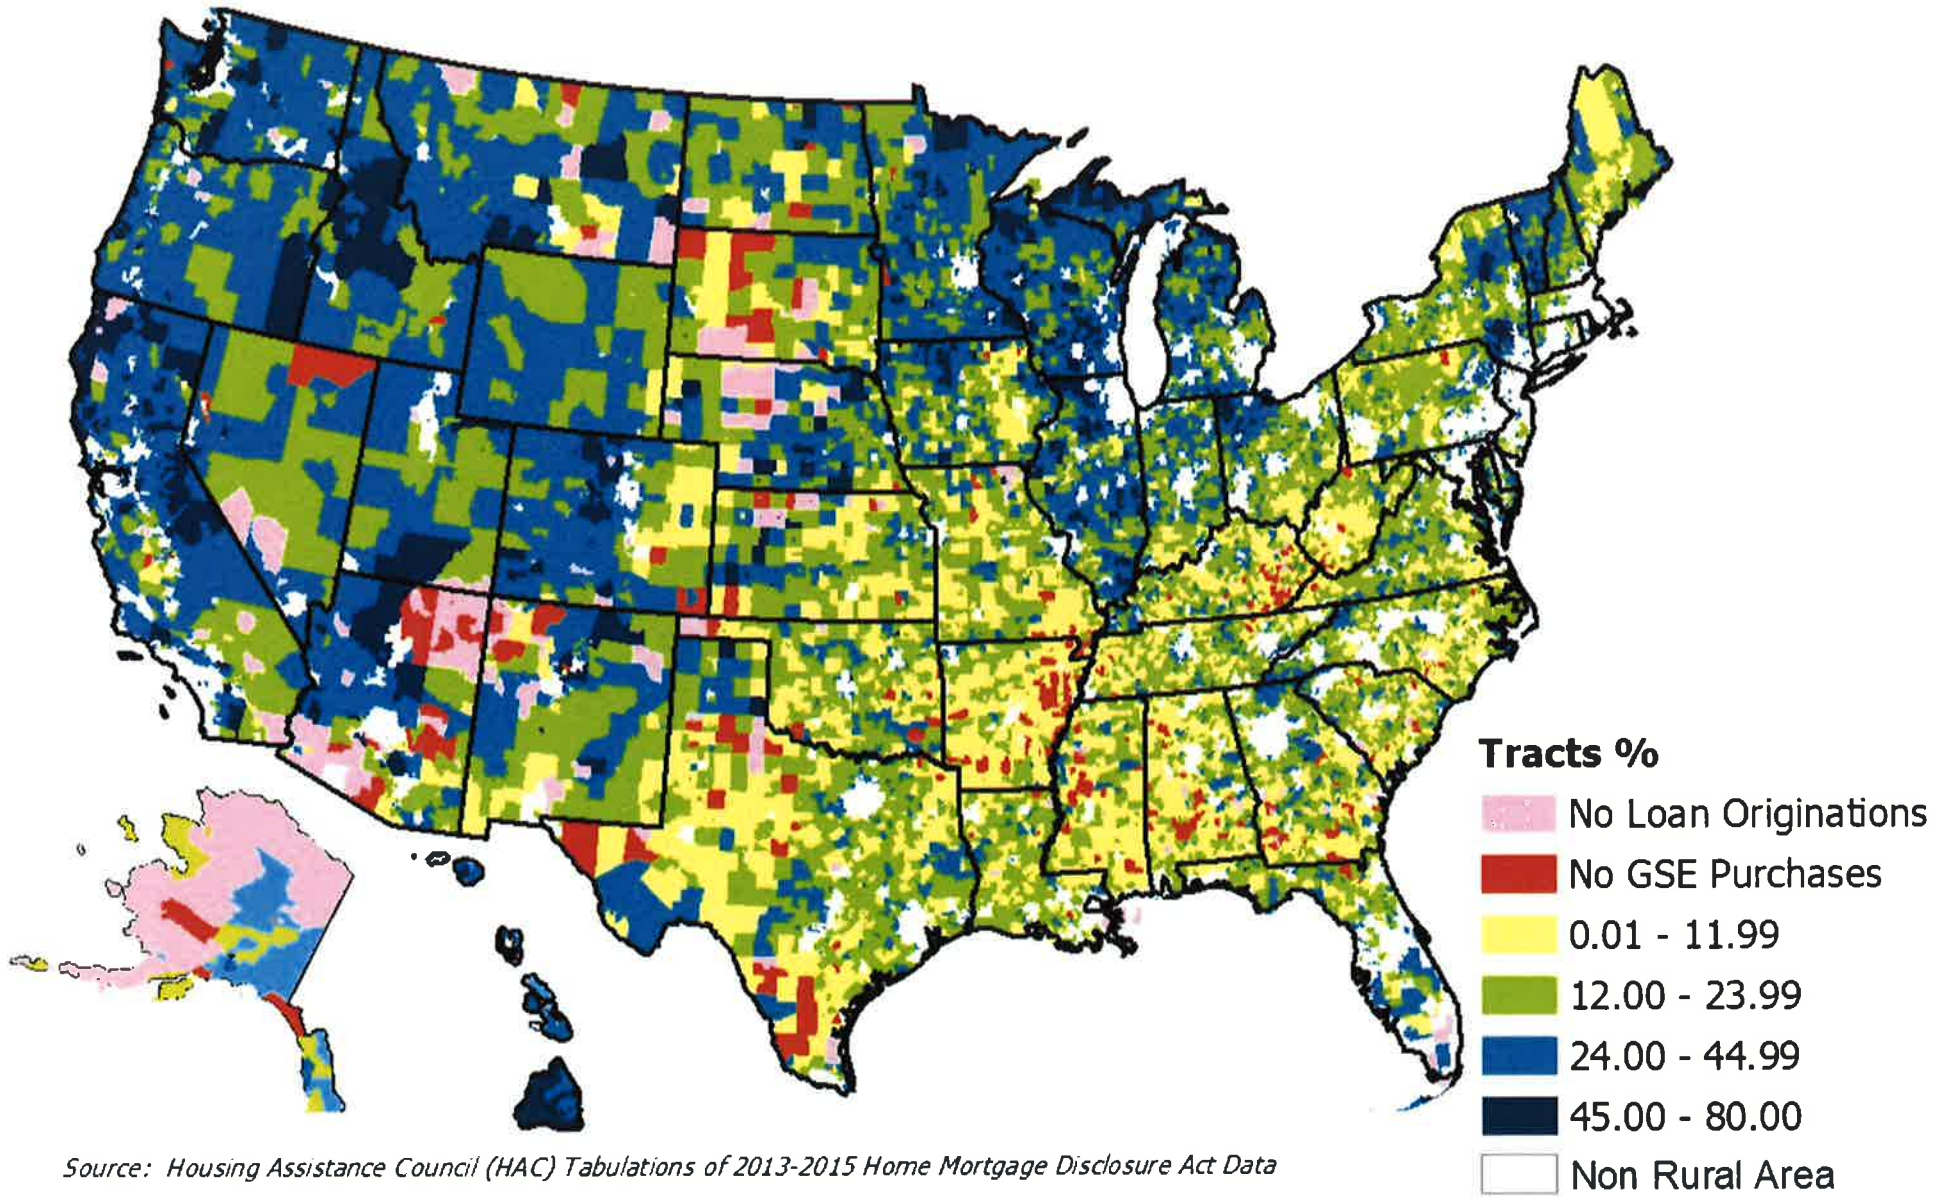 Tracts %
No Loan Originations
No GSE Purchases
0.01 - 11.99
12.00 - 23.99
24.00 - 44.99
45.00 - 80.00
Non Rural Area
Source: Housing Assistance Council (HAC) Tabulations of 2013-2015 Home Mortgage Disclosure Act Data